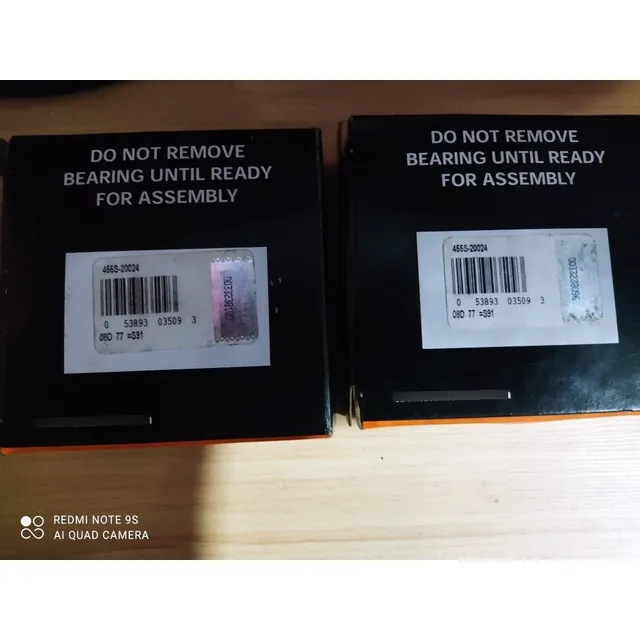 DO NOT REMOVE
BEARING UNTIL READY
FOR ASSEMBLY
455S-20024
0 53893 03509 3
08D 77 =S91
DO NOT REMOVE
BEARING UNTIL READY
FOR ASSEMBLY
455S-20024
0 53893 03509 3
08D 77 =S91
REDMI NOTE 9S
AI QUAD CAMERA